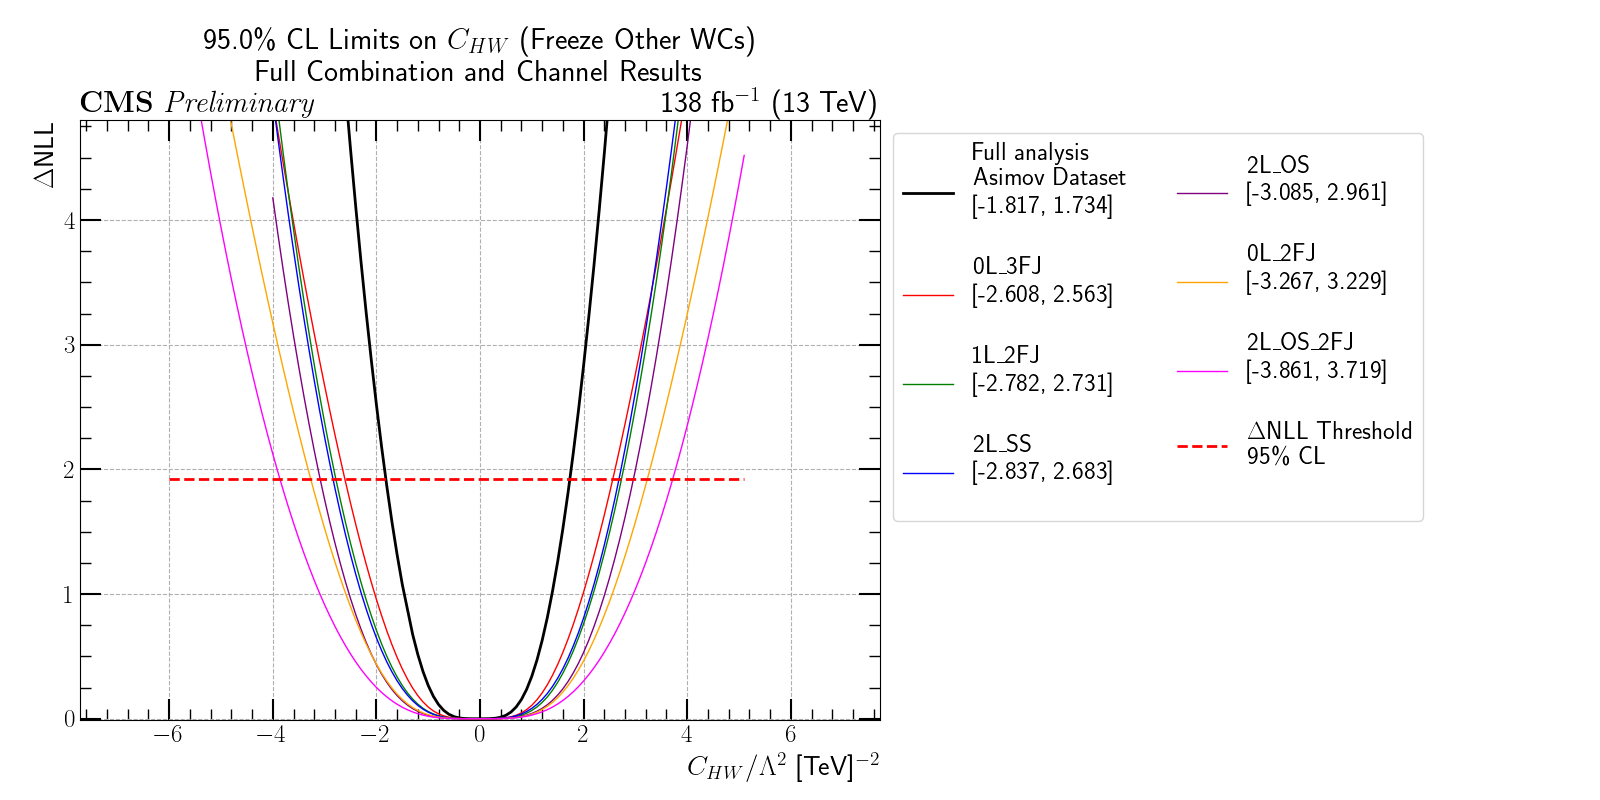 95.0% CL Limits on C_{HW} (Freeze Other WCs)
Full Combination and Channel Results
CMS Preliminary
138 fb^{-1} (13 TeV)
ΔNLL
4
3
2
1
0
−6
−4
−2
0
2
4
6
C_{HW}/Λ^2 [TeV]^{−2}
Full analysis
Asimov Dataset
[-1.817, 1.734]
0L_3FJ
[-2.608, 2.563]
1L_2FJ
[-2.782, 2.731]
2L_SS
[-2.837, 2.683]
2L_OS
[-3.085, 2.961]
0L_2FJ
[-3.267, 3.229]
2L_OS_2FJ
[-3.861, 3.719]
ΔNLL Threshold
95% CL